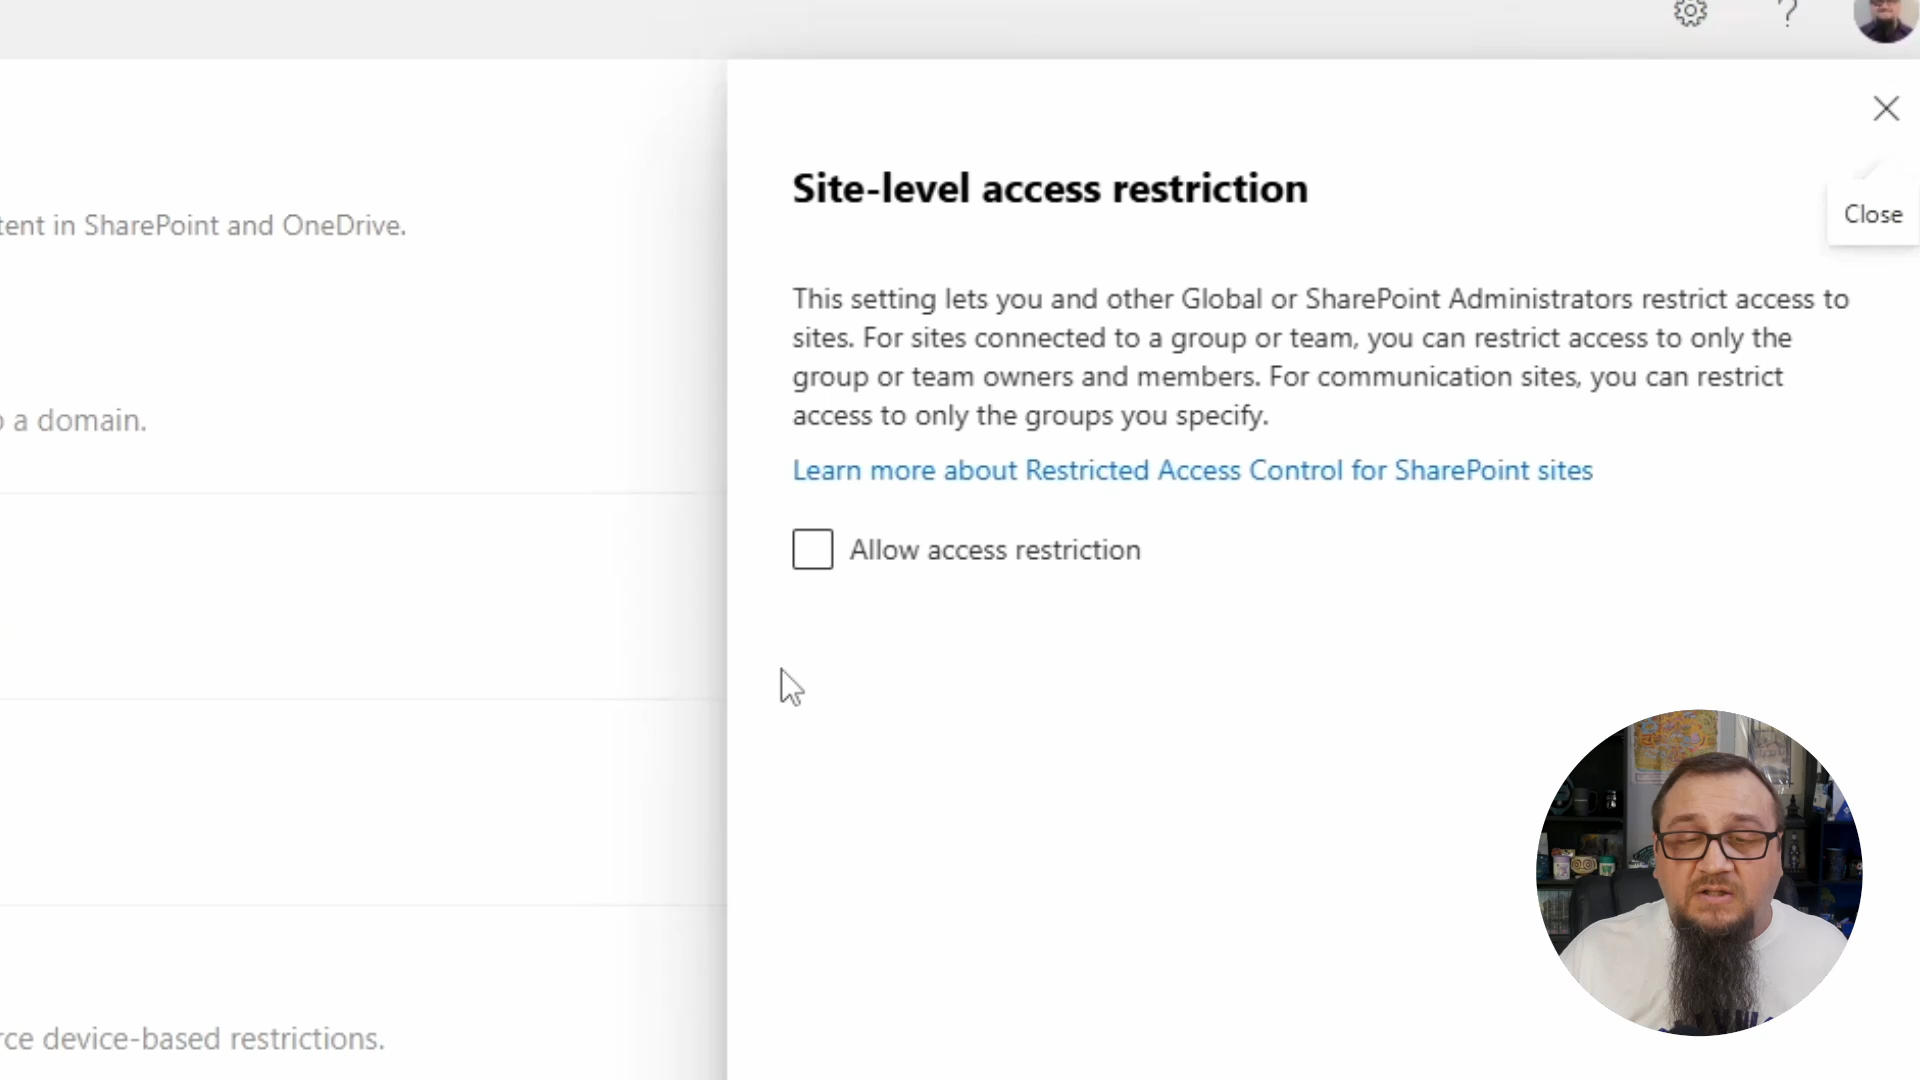 Close
Site-level access restriction
This setting lets you and other Global or SharePoint Administrators restrict access to
sites. For sites connected to a group or team, you can restrict access to only the
group or team owners and members. For communication sites, you can restrict
access to only the groups you specify.
Learn more about Restricted Access Control for SharePoint sites
Allow access restriction
in SharePoint and OneDrive.
a domain.
device-based restrictions.